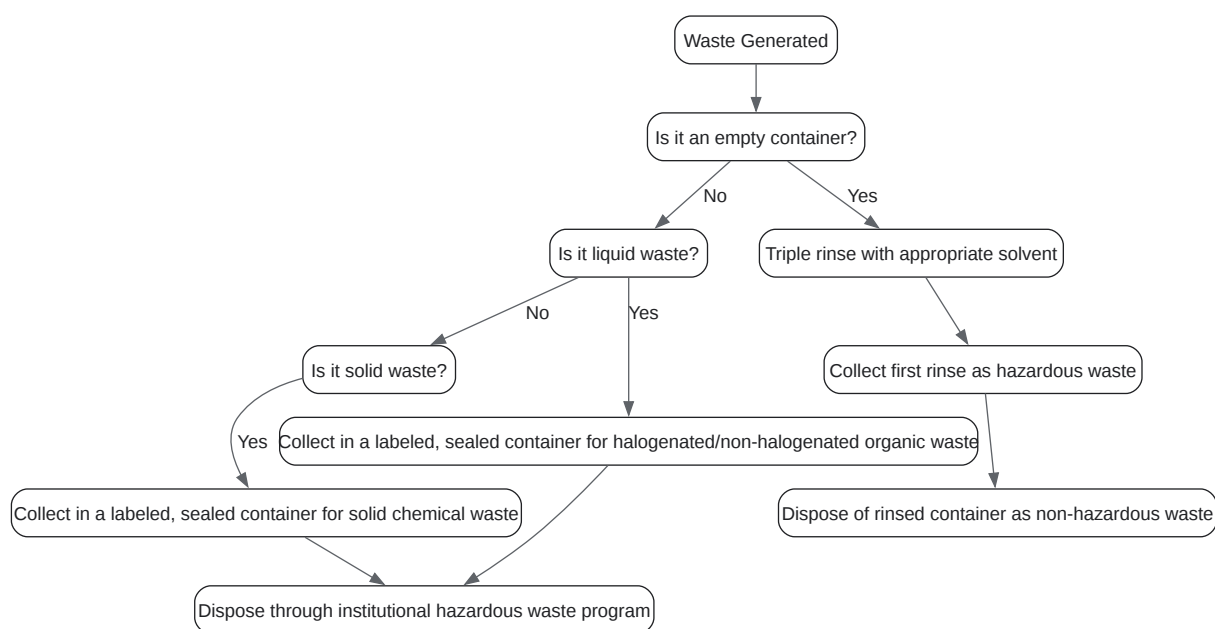 Waste Generated
Is it an empty container?
No
Yes
Is it liquid waste?
Triple rinse with appropriate solvent
No
Yes
Is it solid waste?
Collect first rinse as hazardous waste
Yes
Collect in a labeled, sealed container for halogenated/non-halogenated organic waste
Collect in a labeled, sealed container for solid chemical waste
Dispose of rinsed container as non-hazardous waste
Dispose through institutional hazardous waste program